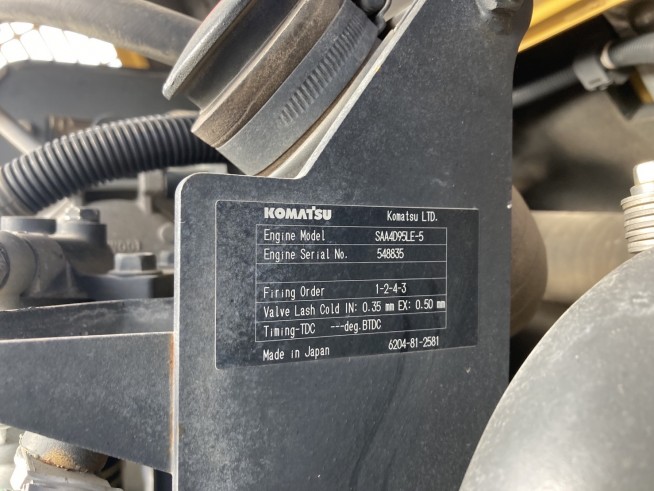 KOMATSU Komatsu LTD.
Engine Model SAA4D95LE-5
Engine Serial No. 548835
Firing Order 1-2-4-3
Valve Lash Cold IN: 0.35 mm EX: 0.50 mm
Timing-TDC ---deg.BTDC
Made in Japan 6204-81-2581